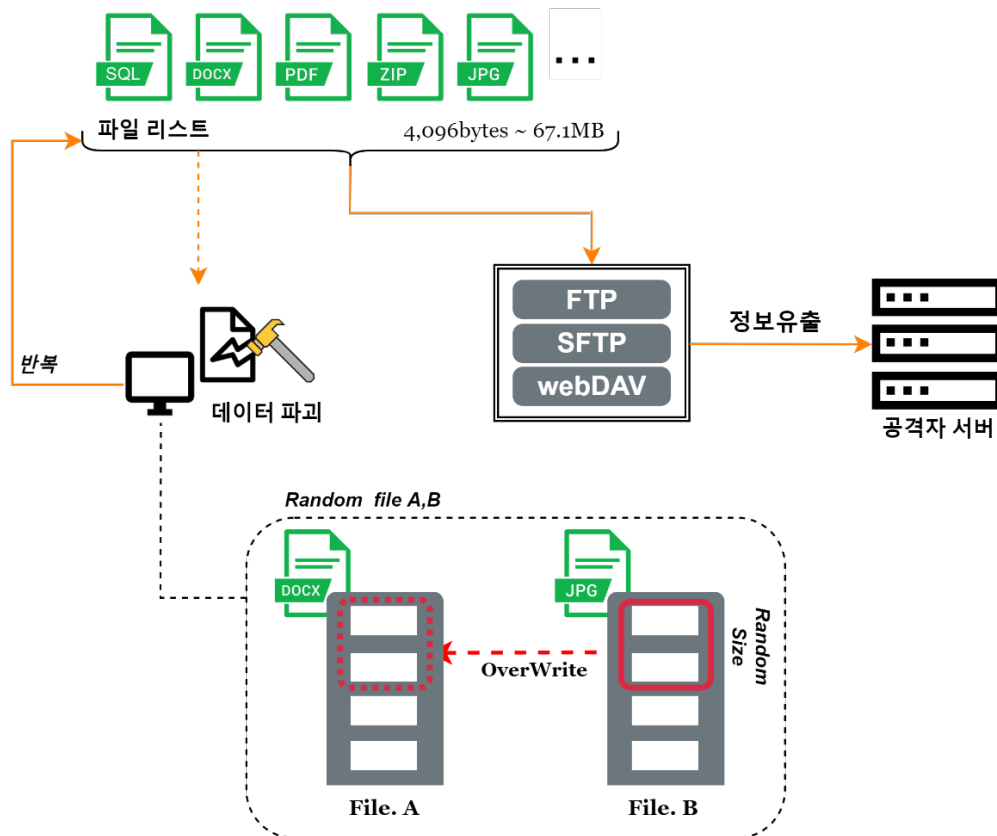 SQL
DOCX
PDF
ZIP
JPG
...
파일 리스트
4,096bytes ~ 67.1MB
FTP
SFTP
webDAV
정보유출
공격자 서버
반복
데이터 파괴
Random file A,B
DOCX
JPG
OverWrite
Random
Size
File. A
File. B